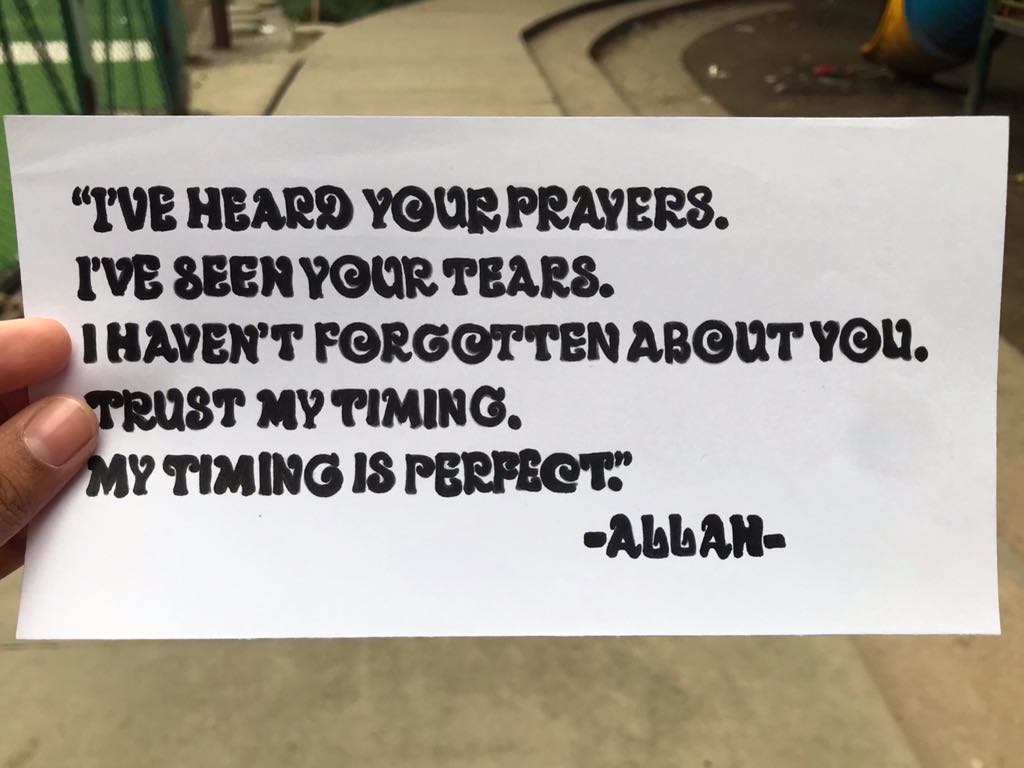 “I'VE HEARD YOUR PRAYERS.
I'VE SEEN YOUR TEARS.
I HAVEN'T FORGOTTEN ABOUT YOU.
TRUST MY TIMING.
MY TIMING IS PERFECT.”
-ALLAH-